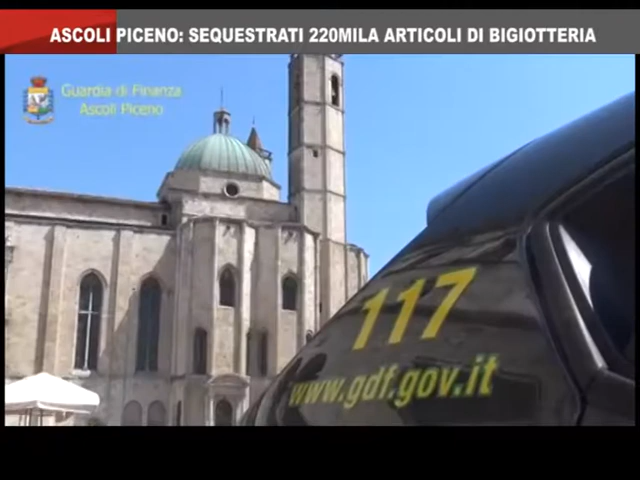 ASCOLI PICENO: SEQUESTRATI 220MILA ARTICOLI DI BIGIOTTERIA
Guardia di Finanza
Ascoli Piceno
117
www.gdf.gov.it